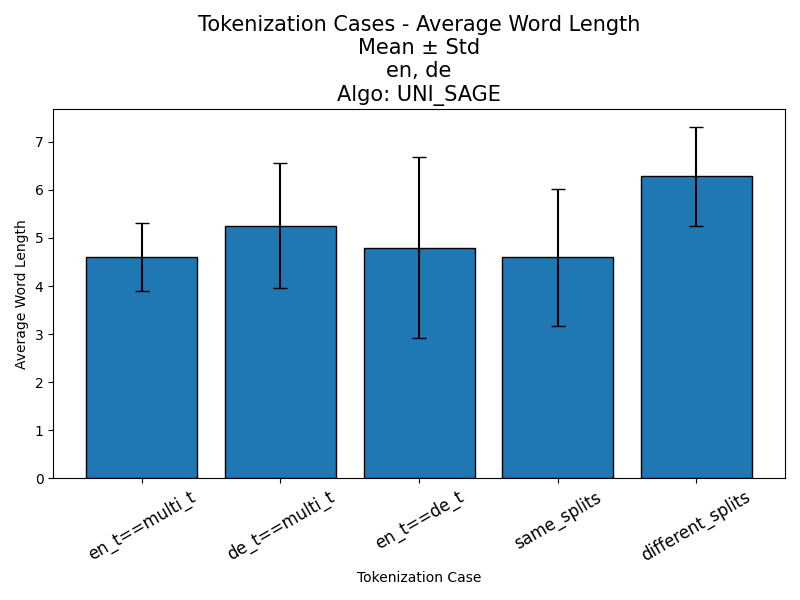 Tokenization Cases - Average Word Length
Mean ± Std
en, de
Algo: UNI_SAGE
Average Word Length
7
6
5
4
3
2
1
0
en_t==multi_t
de_t==multi_t
en_t==de_t
same_splits
different_splits
Tokenization Case